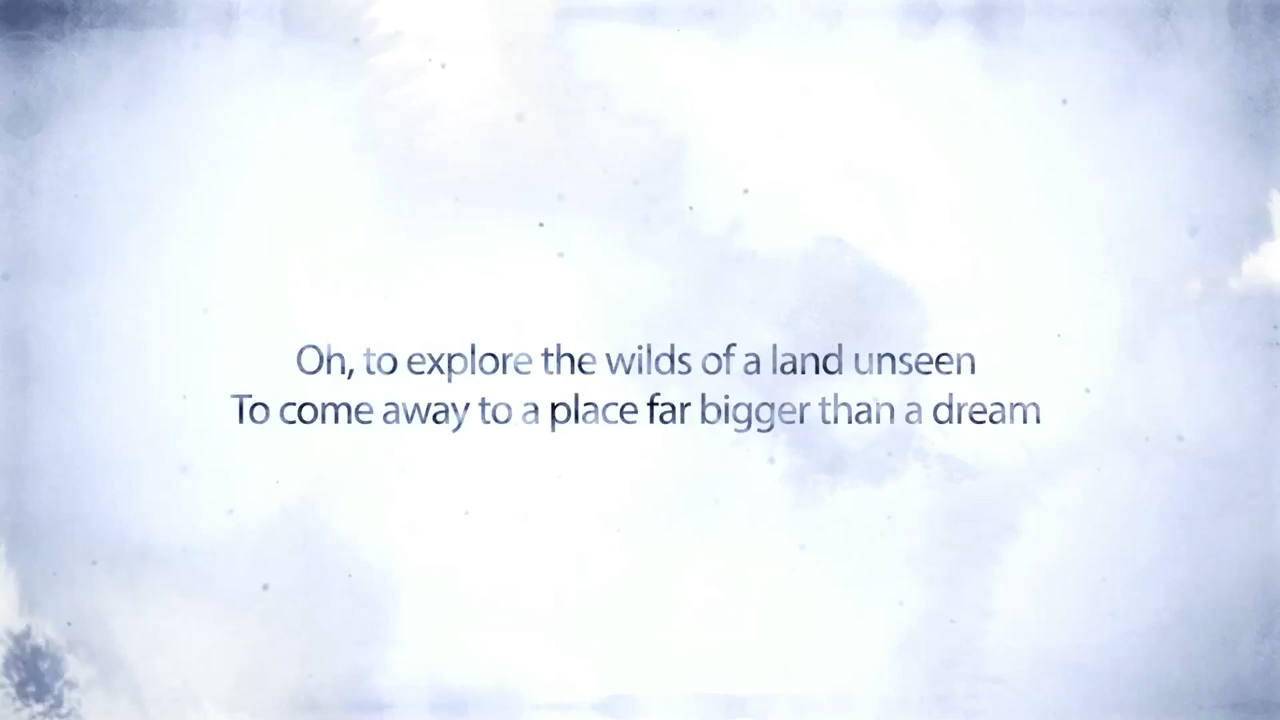 Oh, to explore the wilds of a land unseen
To come away to a place far bigger than a dream